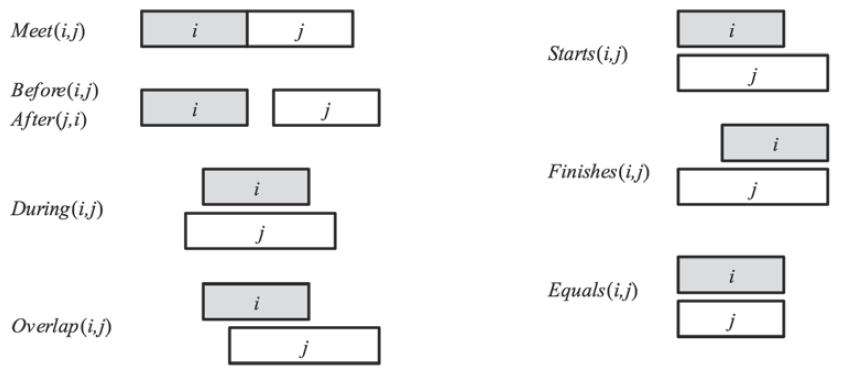 Meet(i,j)
i
j
Before(i,j)
After(j,i)
i
j
During(i,j)
i
j
Overlap(i,j)
i
j
Starts(i,j)
i
j
Finishes(i,j)
i
j
Equals(i,j)
i
j